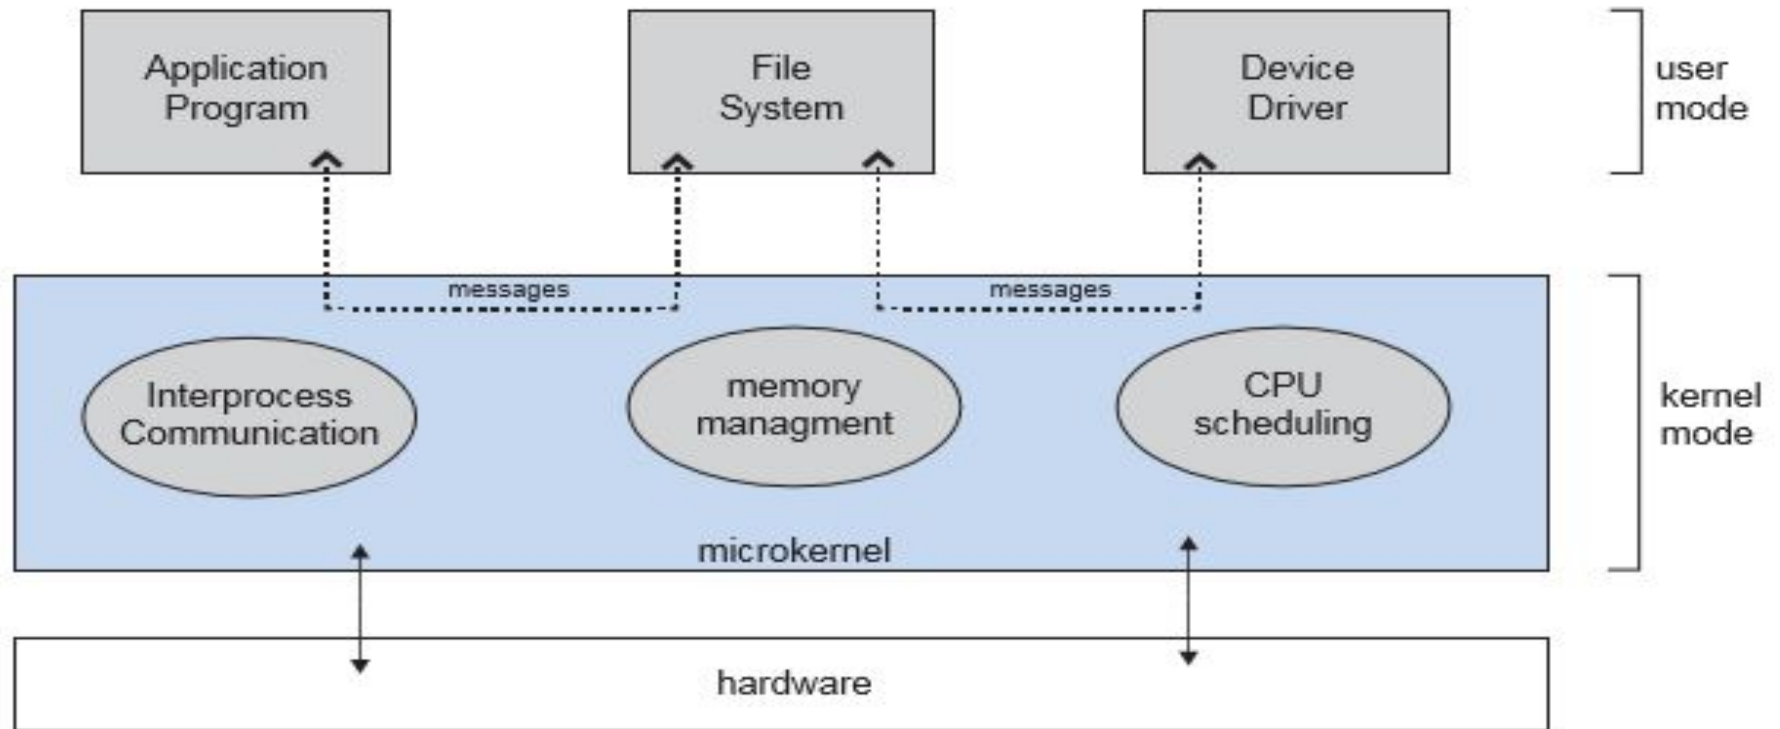 Application
Program
File
System
Device
Driver
user
mode
messages
messages
Interprocess
Communication
memory
managment
CPU
scheduling
kernel
mode
microkernel
hardware